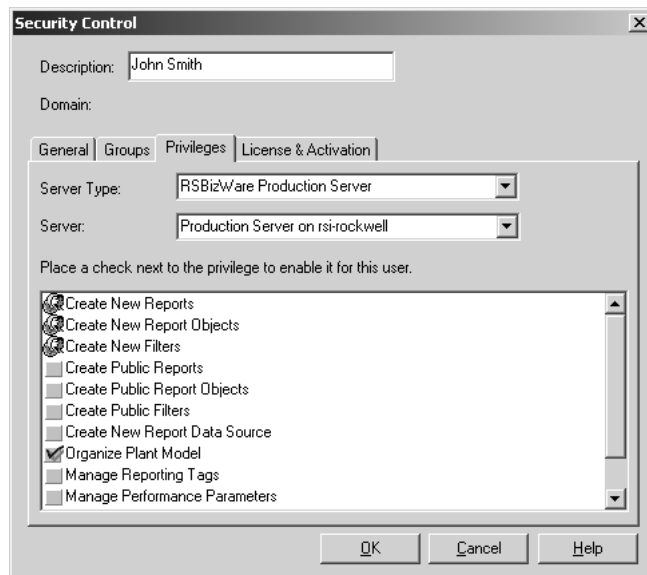 Security Control
Description: John Smith
Domain:
General Groups Privileges License & Activation
Server Type: RSBizWare Production Server
Server: Production Server on rsi-rockwell
Place a check next to the privilege to enable it for this user.
Create New Reports
Create New Report Objects
Create New Filters
Create Public Reports
Create Public Report Objects
Create Public Filters
Create New Report Data Source
Organize Plant Model
Manage Reporting Tags
Manage Performance Parameters
OK Cancel Help